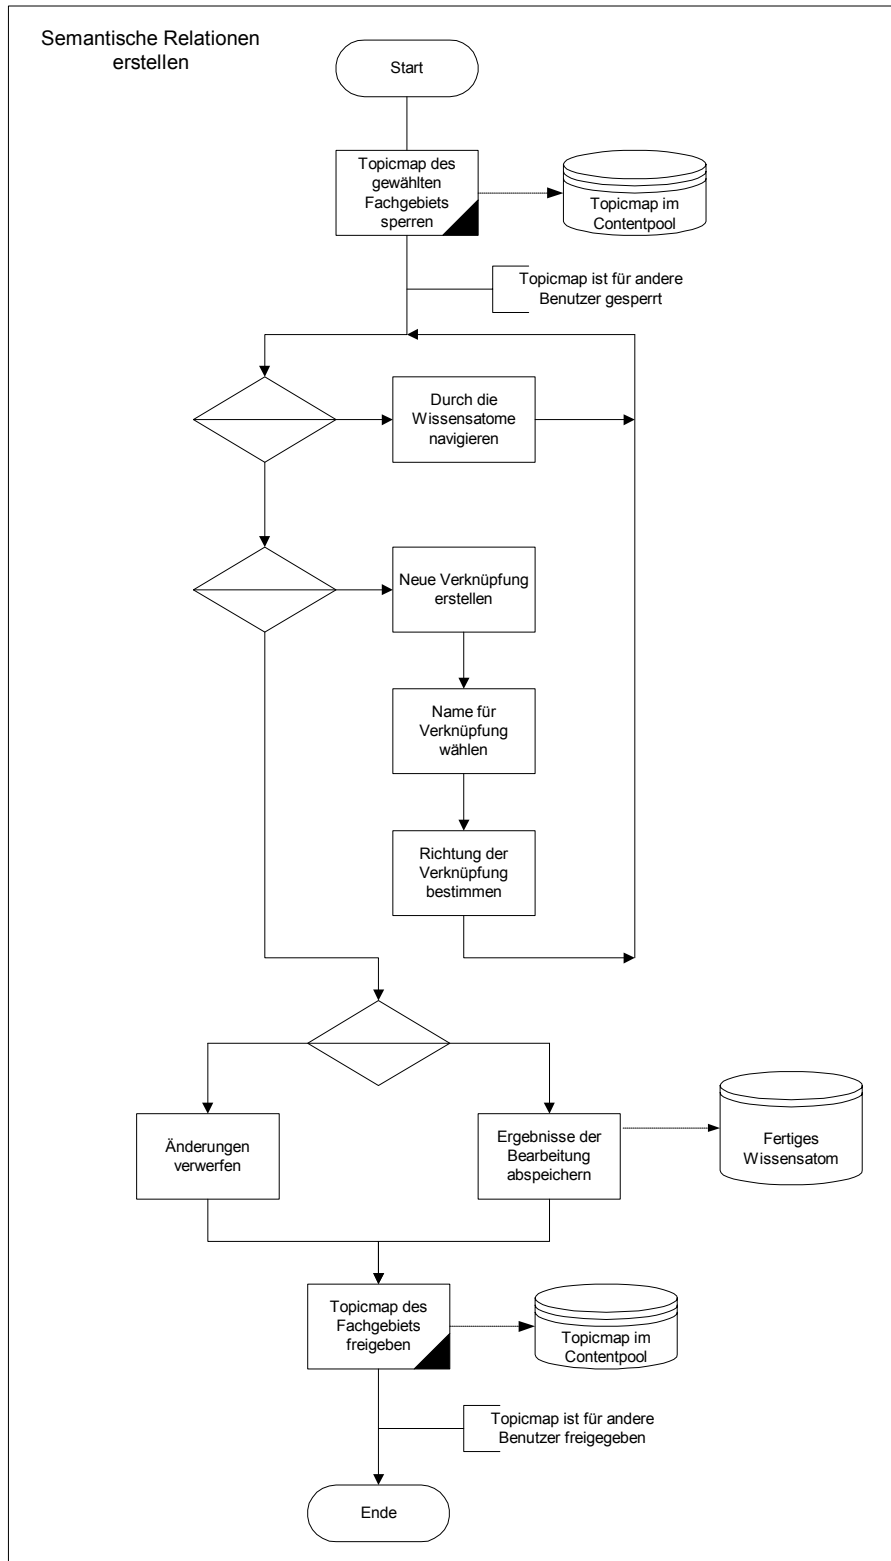 Semantische Relationen
erstellen
Start
Topicmap des
gewählten
Fachgebiets
sperren
Topicmap im
Contentpool
Topicmap ist für andere
Benutzer gesperrt
Durch die
Wissensatome
navigieren
Neue Verknüpfung
erstellen
Name für
Verknüpfung
wählen
Richtung der
Verknüpfung
bestimmen
Änderungen
verwerfen
Ergebnisse der
Bearbeitung
abspeichern
Fertiges
Wissensatom
Topicmap des
Fachgebiets
freigeben
Topicmap im
Contentpool
Topicmap ist für andere
Benutzer freigegeben
Ende